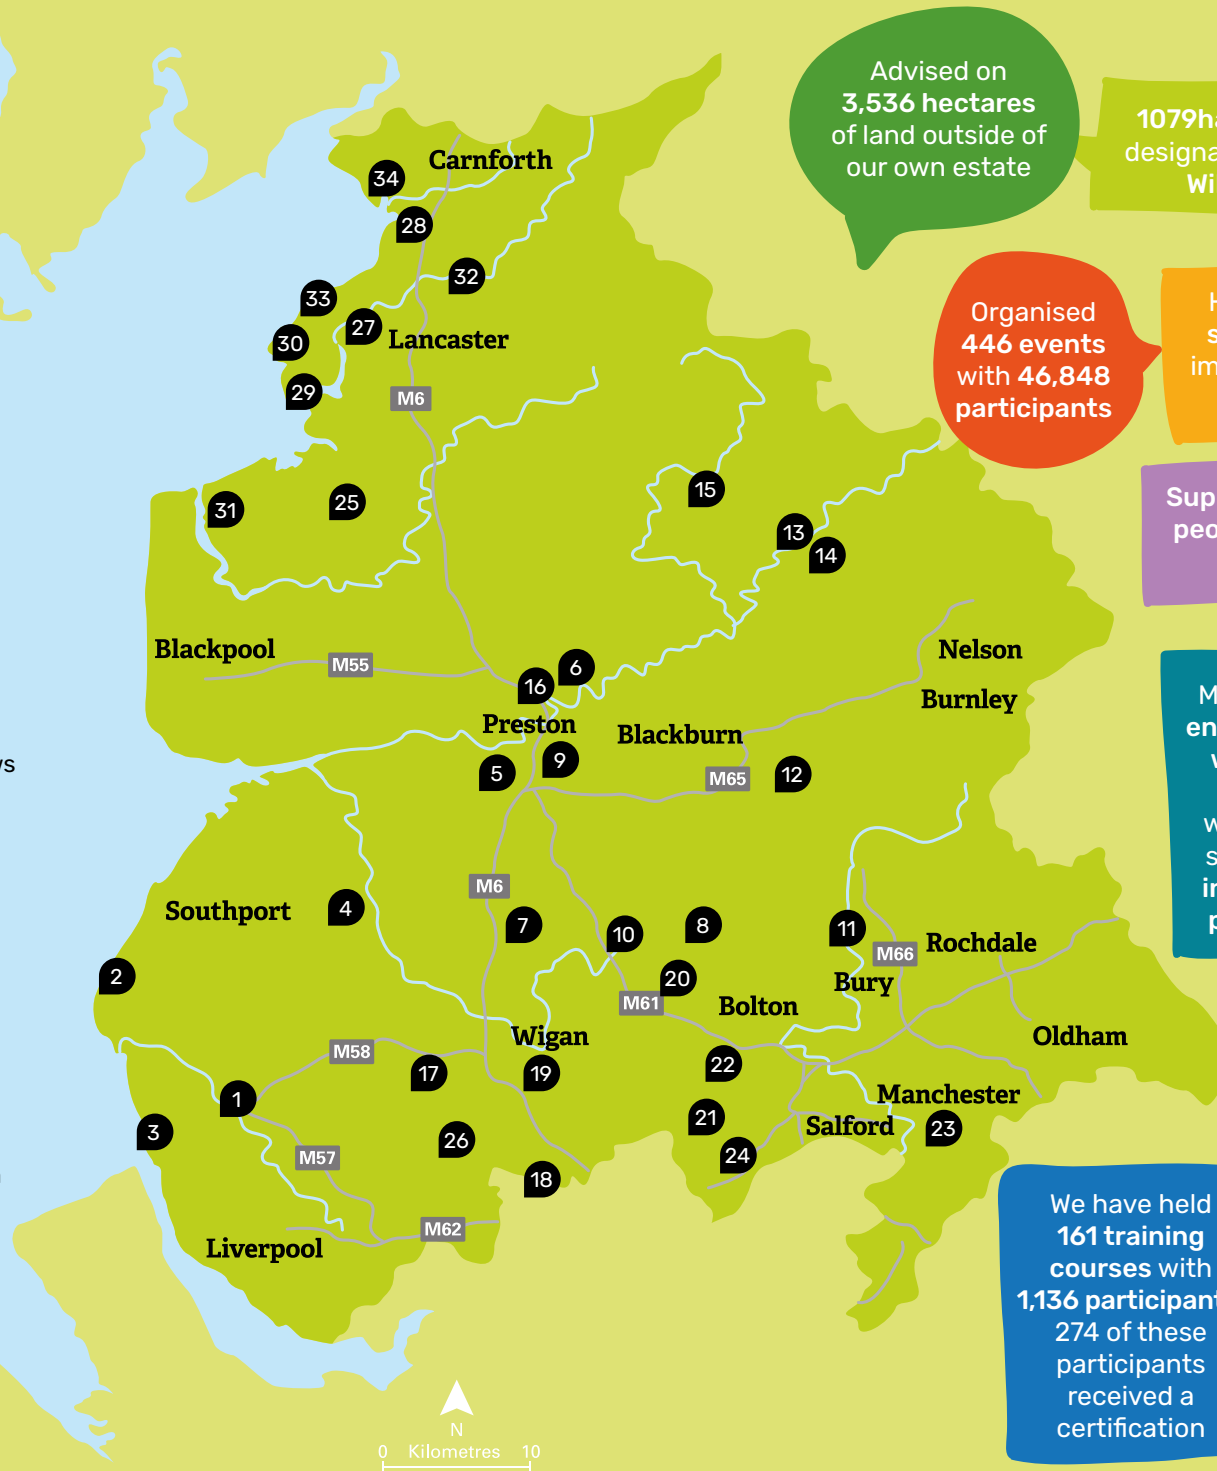 Advised on
3,536 hectares
of land outside of
our own estate
1079ha
designa
Wi
Organised
446 events
with 46,848
participants
H
s
im
Sup
peo
M
en
w
w
s
in
p
We have held
161 training
courses with
1,136 participant
274 of these
participants
received a
certification
Carnforth
34
28
32
33
27
30
Lancaster
29
M6
15
31
25
13
14
Blackpool
M55
6
16
Nelson
Burnley
Preston
Blackburn
ws
5
9
M65
12
M6
Southport
4
7
10
8
11
M66
Rochdale
2
20
Bury
M61
Bolton
Wigan
Oldham
M58
17
19
22
1
Manchester
3
26
21
Salford
23
M57
24
18
M62
Liverpool
N
0 Kilometres 10